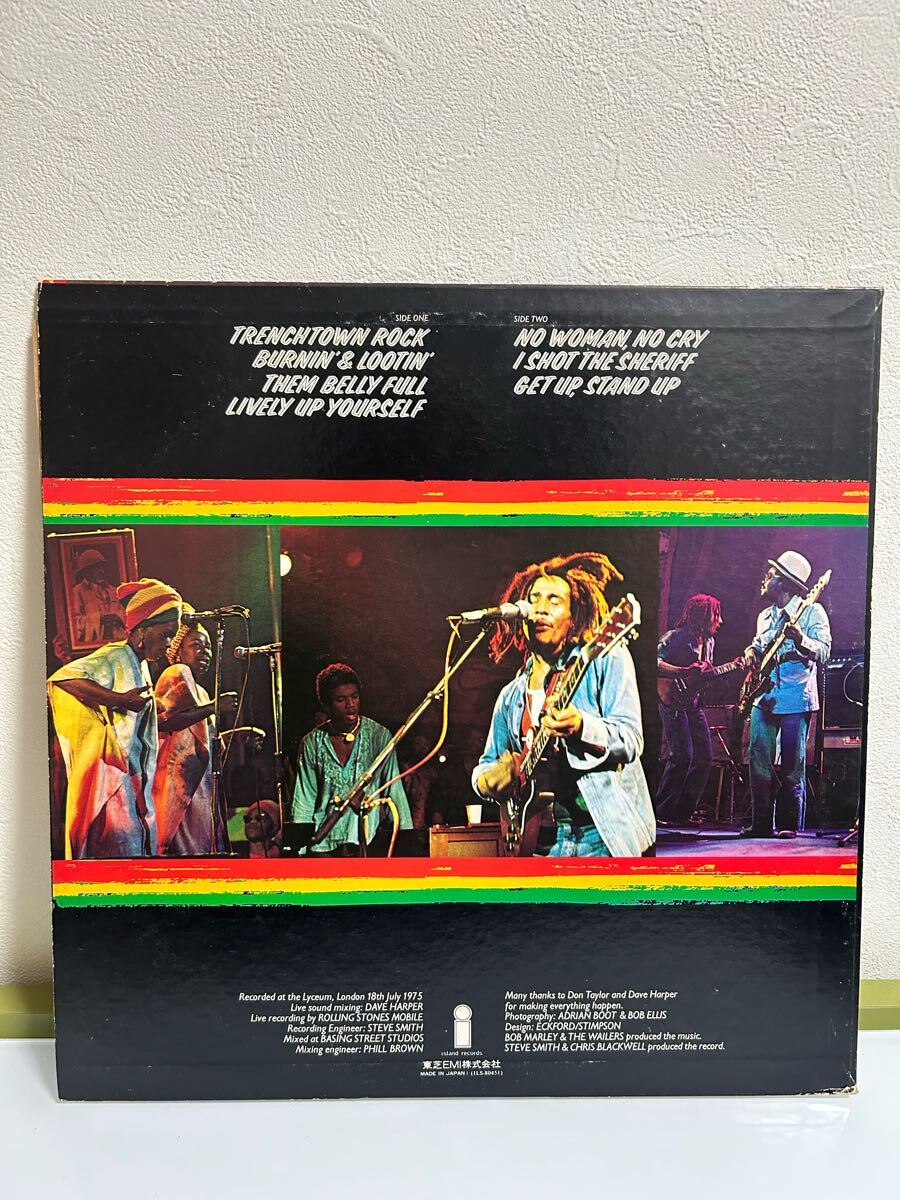 SIDE ONE
TRENCHTOWN ROCK
BURNIN' & LOOTIN'
THEM BELLY FULL
LIVELY UP YOURSELF
SIDE TWO
NO WOMAN, NO CRY
I SHOT THE SHERIFF
GET UP, STAND UP
Recorded at the Lyceum, London 18th July 1975
Live sound mixing: DAVE HARPER
Live recording by ROLLING STONES MOBILE
Recording Engineer: STEVE SMITH
Mixed at BASING STREET STUDIOS
Mixing engineer: PHILL BROWN
i
island records
東芝EMI株式会社
MADE IN JAPAN (ILS-80451)
Many thanks to Don Taylor and Dave Harper
for making everything happen.
Photography: ADRIAN BOOT & BOB ELLIS
Design: ECKFORD/STIMPSON
BOB MARLEY & THE WAILERS produced the music.
STEVE SMITH & CHRIS BLACKWELL produced the record.